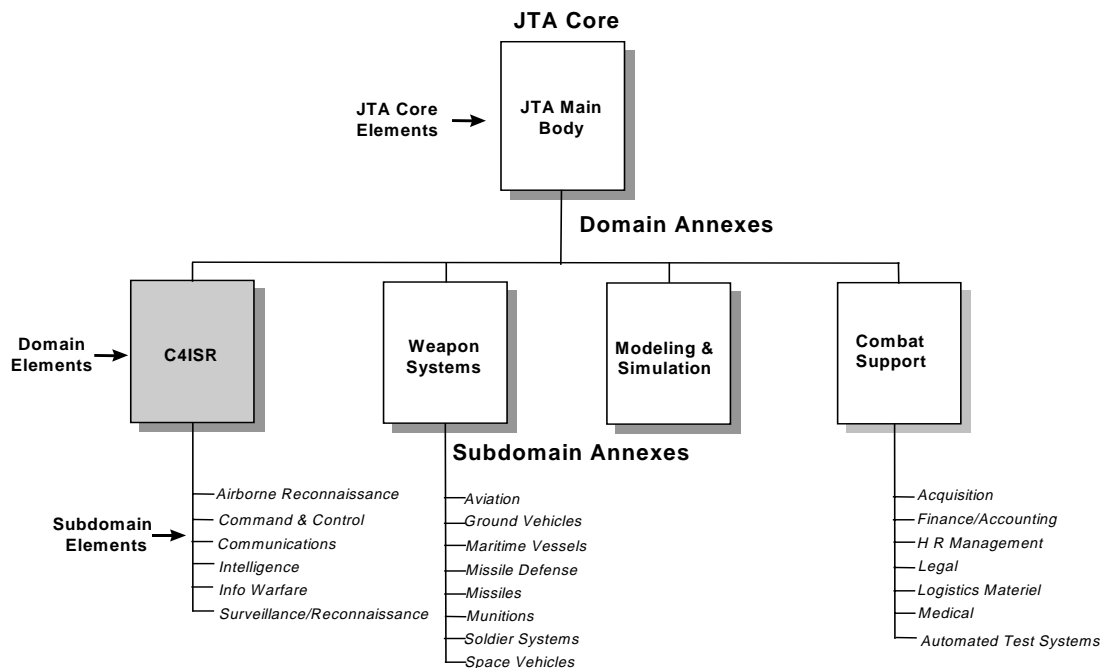 JTA Core
JTA Core
Elements
JTA Main
Body
Domain Annexes
Domain
Elements
C4ISR
Weapon
Systems
Modeling &
Simulation
Combat
Support
Subdomain Annexes
Subdomain
Elements
Airborne Reconnaissance
Command & Control
Communications
Intelligence
Info Warfare
Surveillance/Reconnaissance
Aviation
Ground Vehicles
Maritime Vessels
Missile Defense
Missiles
Munitions
Soldier Systems
Space Vehicles
Acquisition
Finance/Accounting
H R Management
Legal
Logistics Materiel
Medical
Automated Test Systems